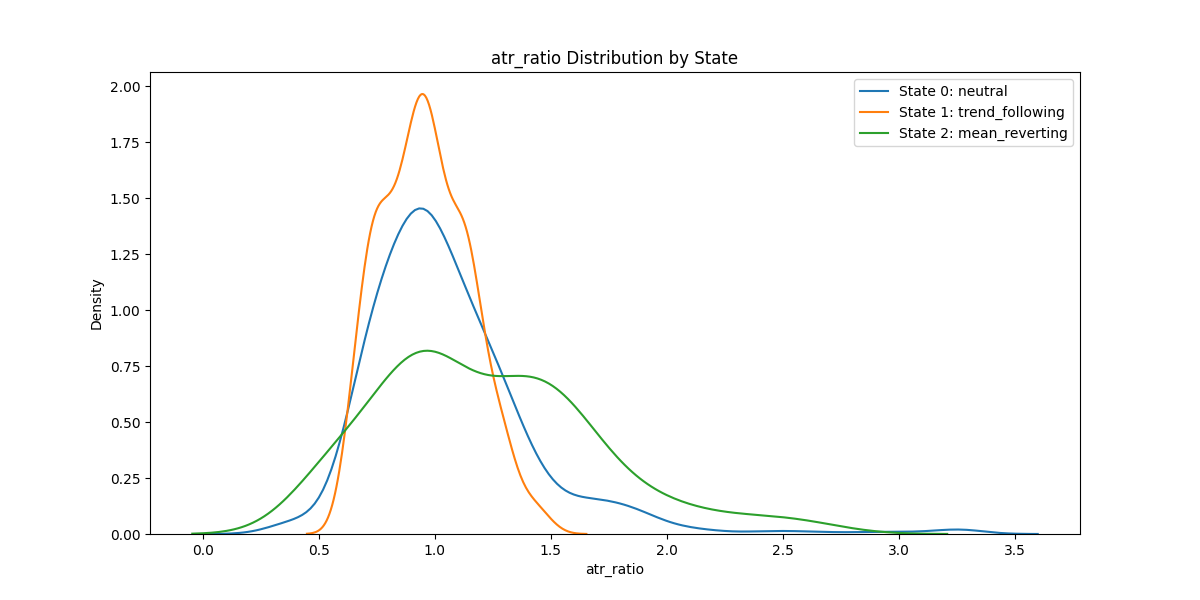 atr_ratio Distribution by State
State 0: neutral
State 1: trend_following
State 2: mean_reverting
Density
2.00
1.75
1.50
1.25
1.00
0.75
0.50
0.25
0.00
0.0 0.5 1.0 1.5 2.0 2.5 3.0 3.5
atr_ratio